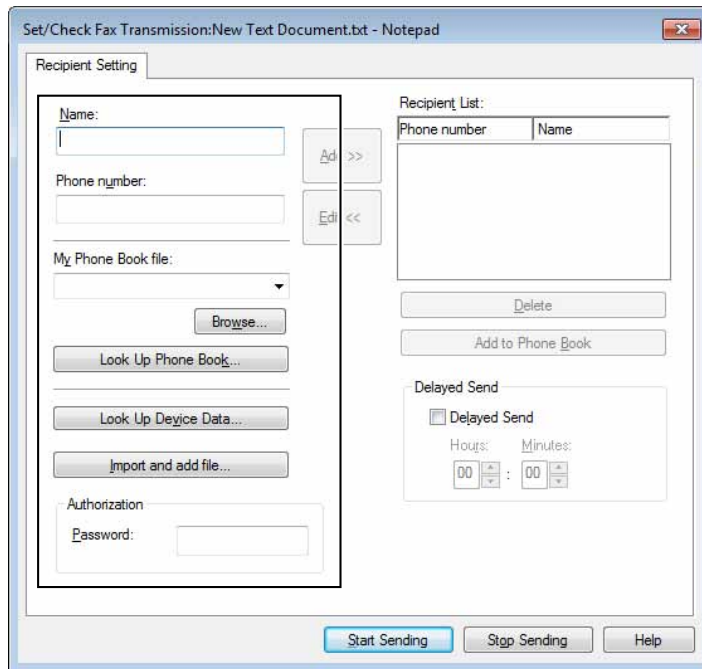 Set/Check Fax Transmission:New Text Document.txt - Notepad
Recipient Setting
Name:
Phone number:
My Phone Book file:
Browse...
Look Up Phone Book...
Look Up Device Data...
Import and add file...
Authorization
Password:
Add >>
Edit <<
Recipient List:
Phone number Name
Delete
Add to Phone Book
Delayed Send
Delayed Send
Hours: Minutes:
00 : 00
Start Sending Stop Sending Help